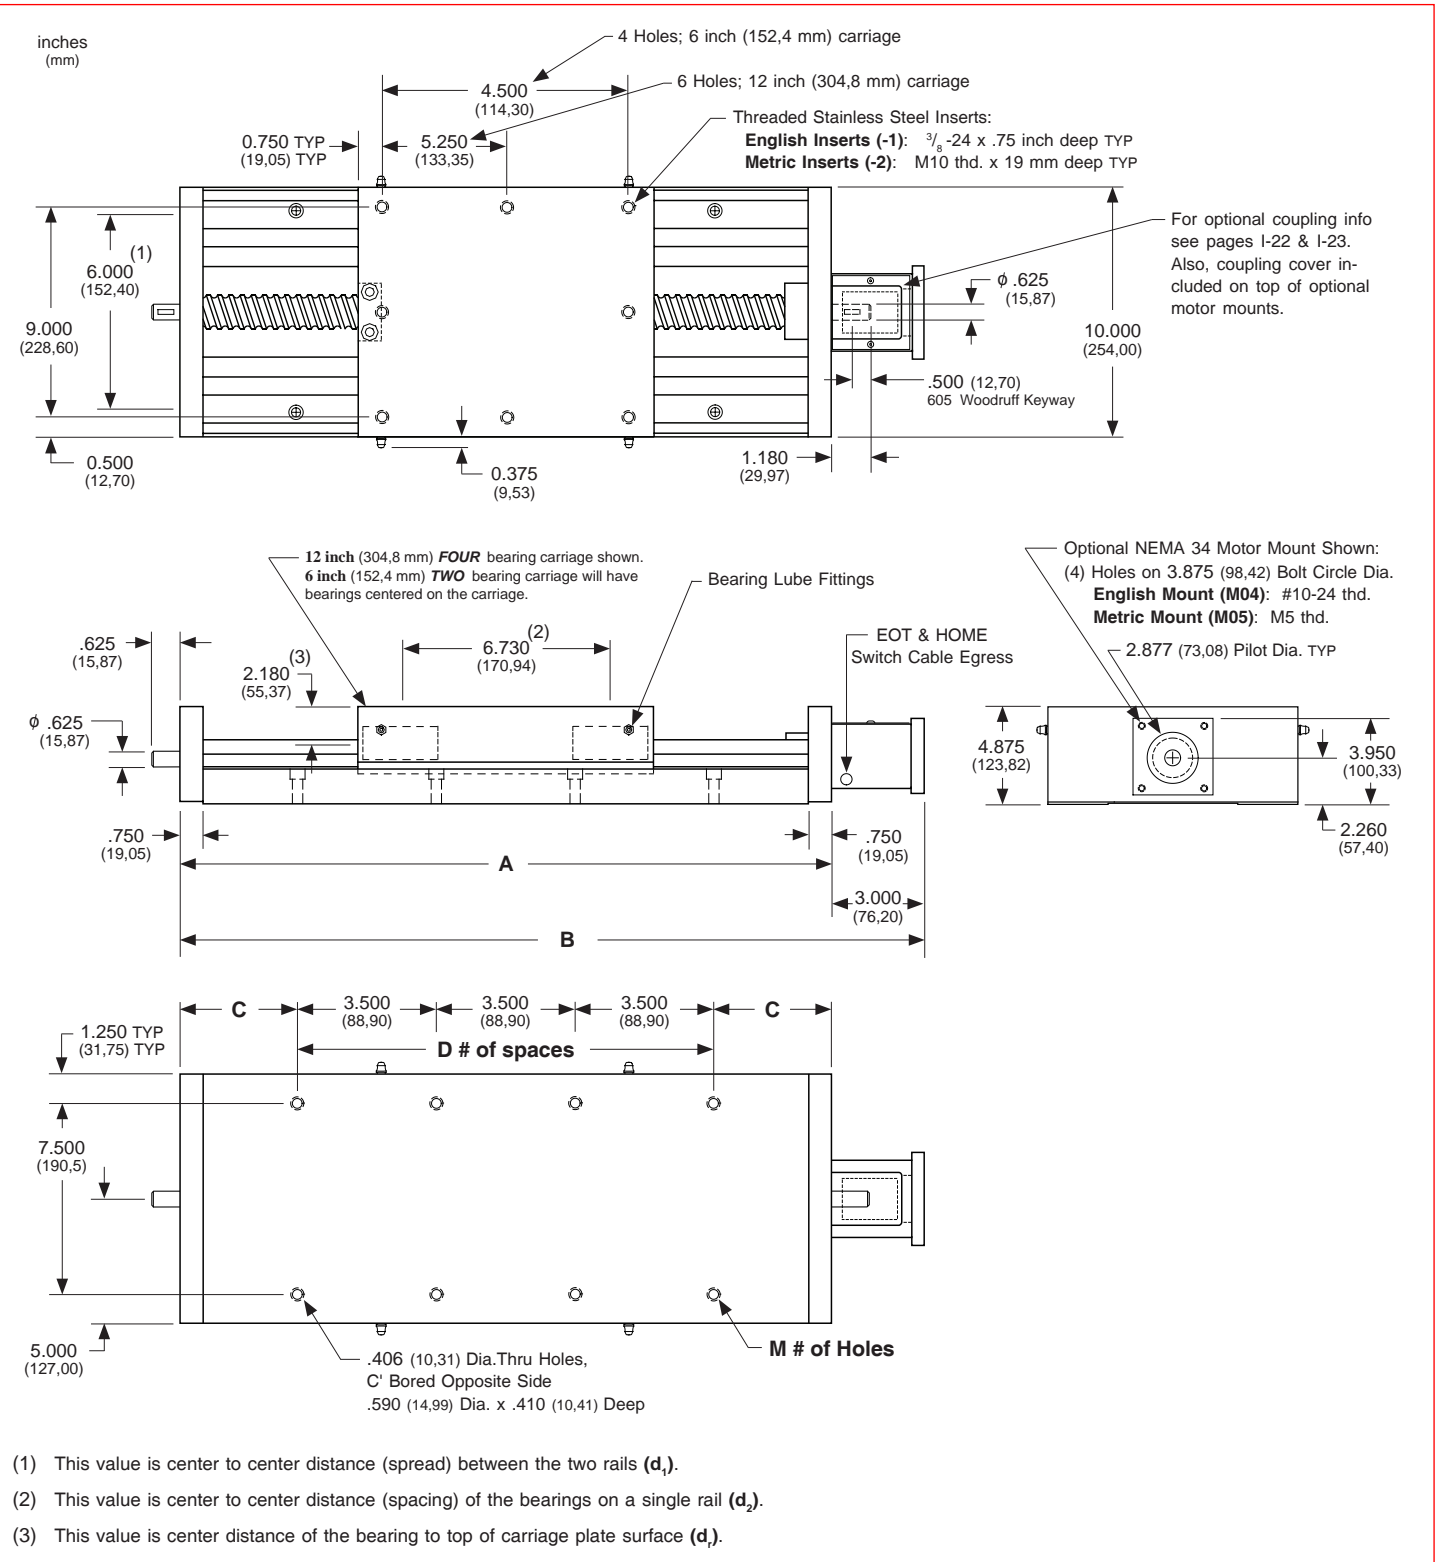 inches
(mm)
4 Holes; 6 inch (152,4 mm) carriage
6 Holes; 12 inch (304,8 mm) carriage
4.500
(114,30)
0.750 TYP
(19,05) TYP
5.250
(133,35)
Threaded Stainless Steel Inserts:
English Inserts (-1): 3/8 -24 x .75 inch deep TYP
Metric Inserts (-2): M10 thd. x 19 mm deep TYP
For optional coupling info
see pages I-22 & I-23.
Also, coupling cover in-
cluded on top of optional
motor mounts.
(1)
6.000
(152,40)
9.000
(228,60)
ϕ .625
(15,87)
10.000
(254,00)
.500 (12,70)
605 Woodruff Keyway
0.500
(12,70)
0.375
(9,53)
1.180
(29,97)
12 inch (304,8 mm) FOUR bearing carriage shown.
6 inch (152,4 mm) TWO bearing carriage will have
bearings centered on the carriage.
Bearing Lube Fittings
Optional NEMA 34 Motor Mount Shown:
(4) Holes on 3.875 (98,42) Bolt Circle Dia.
English Mount (M04): #10-24 thd.
Metric Mount (M05): M5 thd.
2.877 (73,08) Pilot Dia. TYP
EOT & HOME
Switch Cable Egress
.625
(15,87)
(2)
6.730
(170,94)
(3)
2.180
(55,37)
ϕ .625
(15,87)
4.875
(123,82)
3.950
(100,33)
2.260
(57,40)
.750
(19,05)
.750
(19,05)
A
3.000
(76,20)
B
C
3.500
(88,90)
3.500
(88,90)
3.500
(88,90)
C
1.250 TYP
(31,75) TYP
D # of spaces
7.500
(190,5)
5.000
(127,00)
.406 (10,31) Dia.Thru Holes,
C' Bored Opposite Side
.590 (14,99) Dia. x .410 (10,41) Deep
M # of Holes
(1) This value is center to center distance (spread) between the two rails (d1).
(2) This value is center to center distance (spacing) of the bearings on a single rail (d2).
(3) This value is center distance of the bearing to top of carriage plate surface (dr).